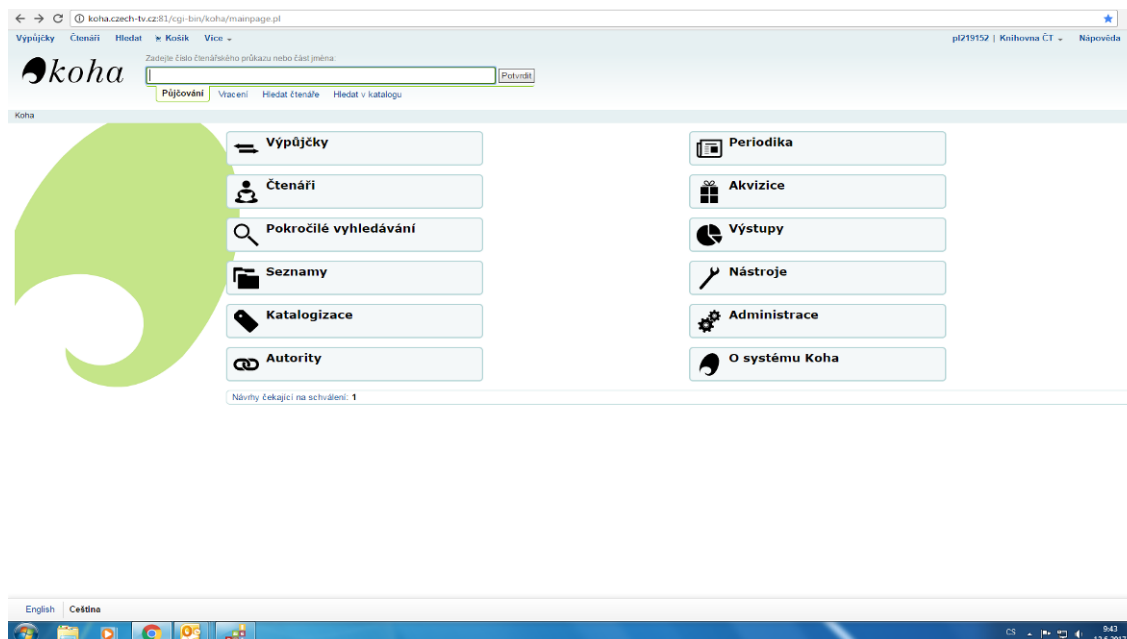 koha.czech-tv.cz:81/cgi-bin/koha/mainpage.pl
Výpůjčky Čtenáři Hledat Košík Více pl219152 | Knihovna ČT Nápověda
koha
Zadejte číslo čtenářského průkazu nebo část jména:
Potvrdit
Půjčování Vracení Hledat čtenáře Hledat v katalogu
Koha
Výpůjčky
Periodika
Čtenáři
Akvizice
Pokročilé vyhledávání
Výstupy
Seznamy
Nástroje
Katalogizace
Administrace
Autority
O systému Koha
Návrhy čekající na schválení: 1
English Čeština
CS 9:43